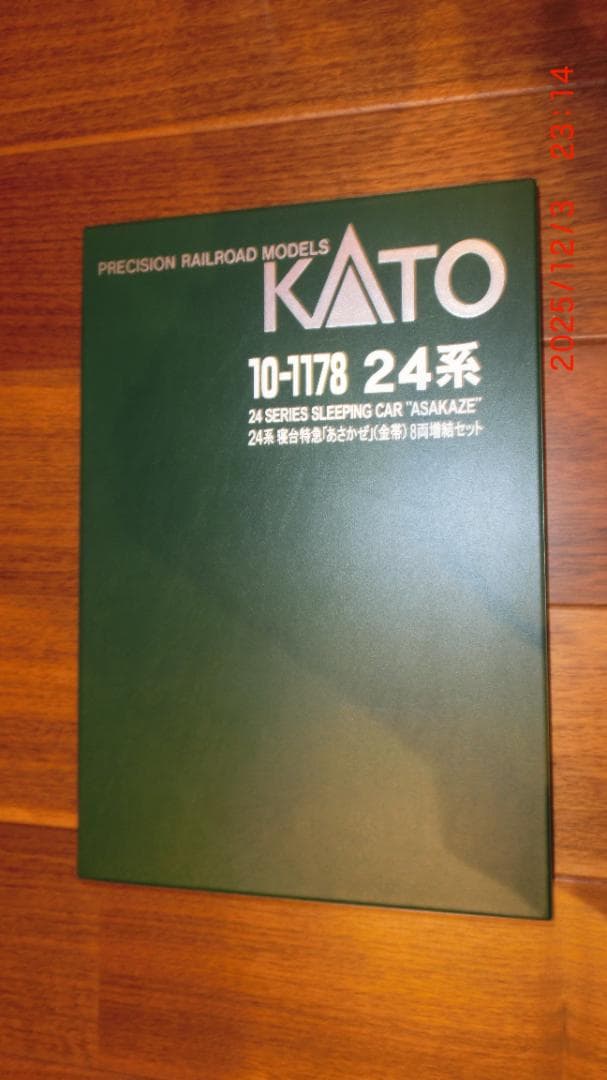 PRECISION RAILROAD MODELS
KATO
10-1178 24系
24 SERIES SLEEPING CAR "ASAKAZE"
24系 寝台特急「あさかぜ」(金帯) 8両増結セット
2025/12/3 23:14